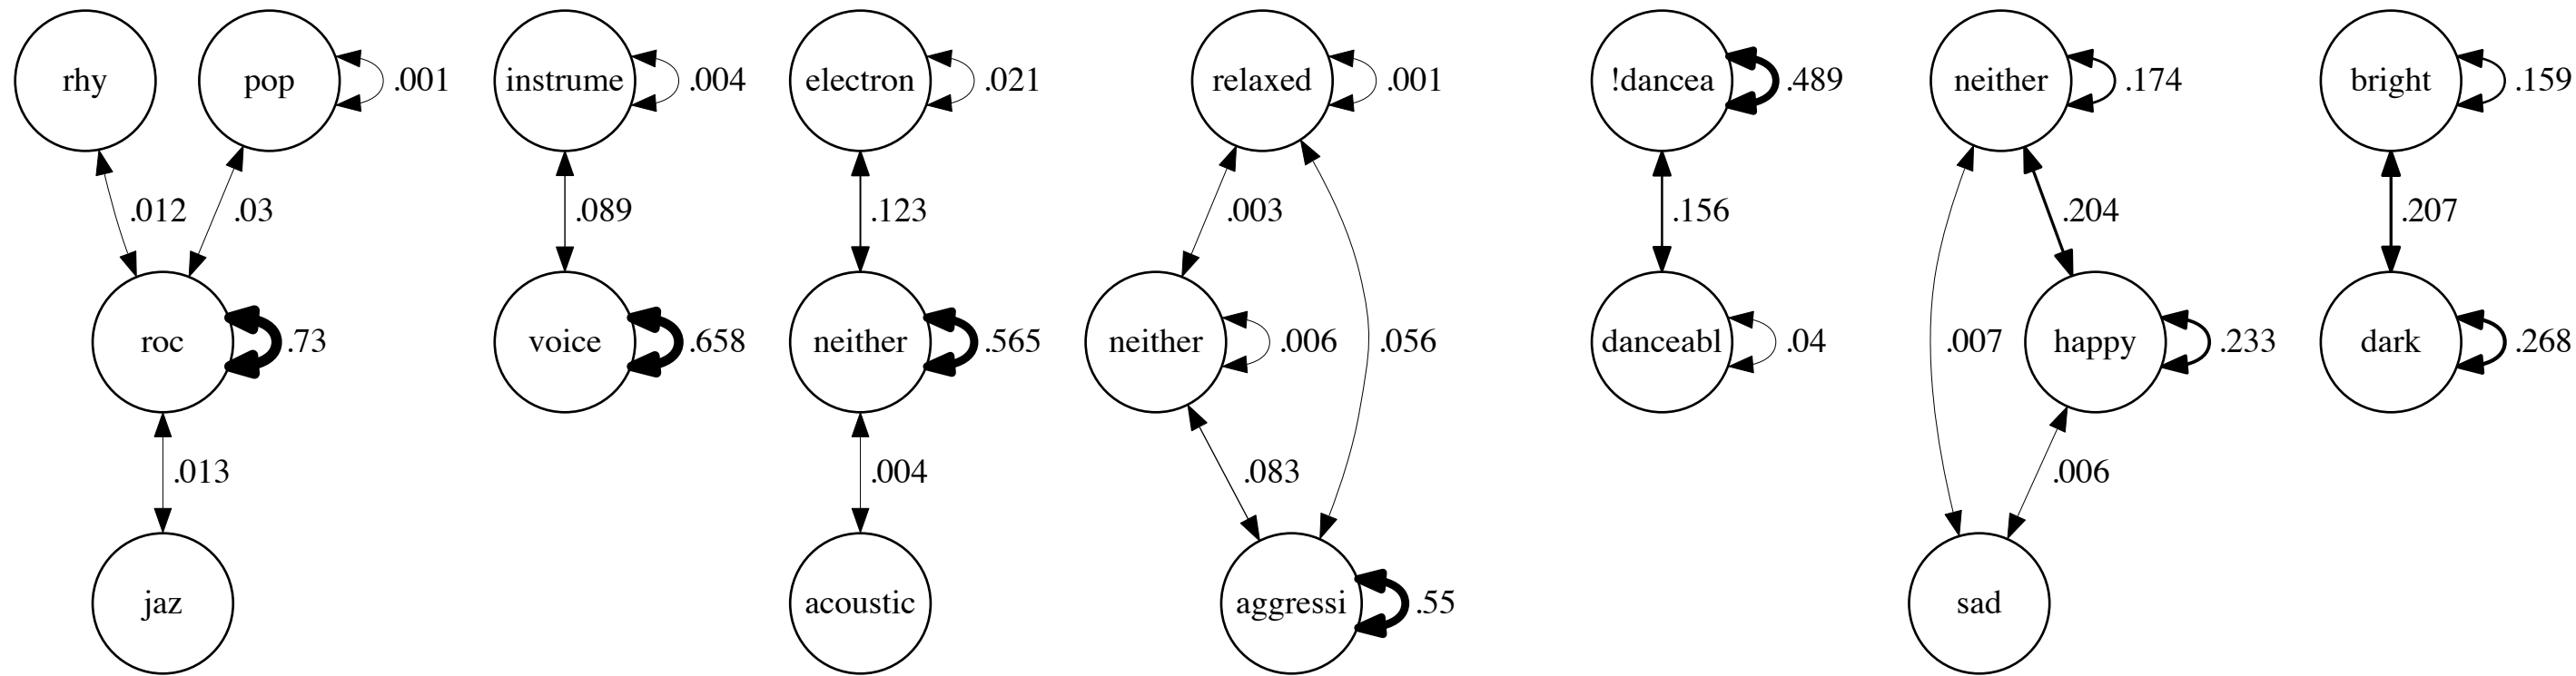 rhy pop .001 instrume .004 electron .021 relaxed .001 !dancea .489 neither .174 bright .159
.012 .03 .089 .123 .003 .156 .204 .207
roc .73 voice .658 neither .565 neither .006 .056 danceabl .04 .007 happy .233 dark .268
.013 .004 .083 .006
jaz acoustic aggressi .55 sad